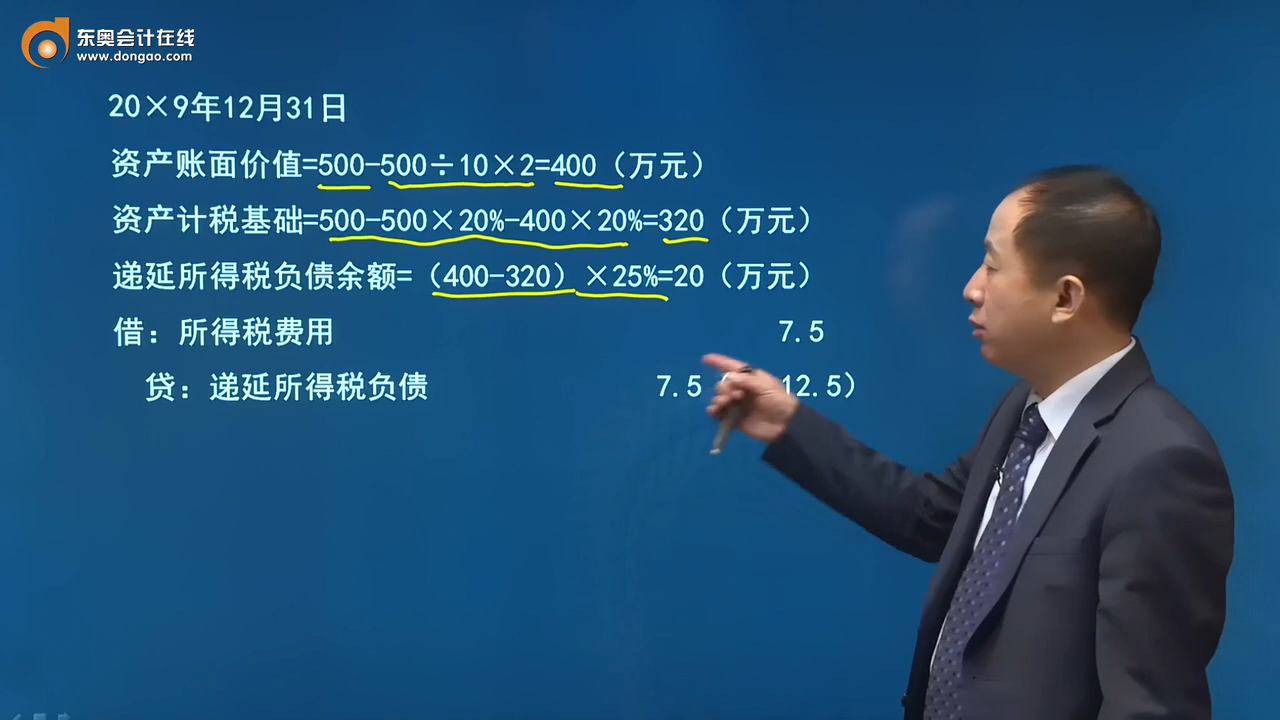 东奥会计在线
www.dongao.com
20×9年12月31日
资产账面价值=500-500÷10×2=400（万元）
资产计税基础=500-500×20%-400×20%=320（万元）
递延所得税负债余额=（400-320）×25%=20（万元）
借：所得税费用 7.5
贷：递延所得税负债 7.5 12.5）